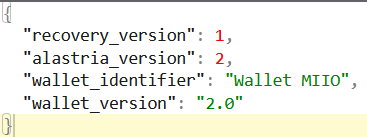 {
"recovery_version": 1,
"alastria_version": 2,
"wallet_identifier": "Wallet MIIO",
"wallet_version": "2.0"
}